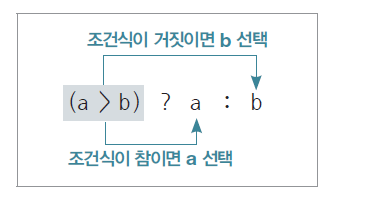 조건식이 거짓이면 b 선택
(a > b) ? a : b
조건식이 참이면 a 선택